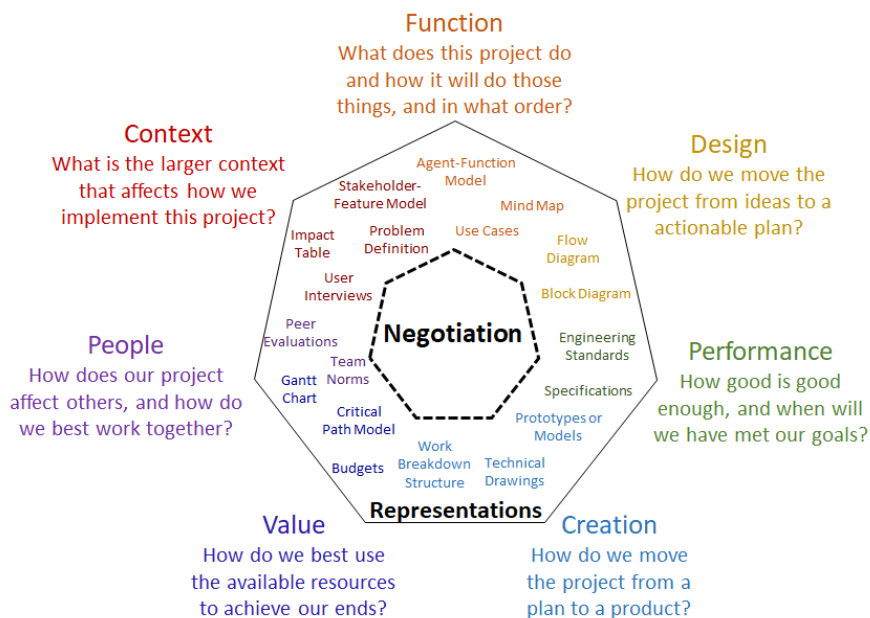 Function
What does this project do
and how it will do those
things, and in what order?
Context
What is the larger context
that affects how we
implement this project?
Design
How do we move the
project from ideas to a
actionable plan?
Agent-Function
Model
Stakeholder-
Feature Model
Mind Map
Impact
Table
Problem
Definition
Use Cases
Flow
Diagram
User
Interviews
Block Diagram
Negotiation
People
How does our project
affect others, and how do
we best work together?
Peer
Evaluations
Team
Norms
Engineering
Standards
Performance
How good is good
enough, and when will
we have met our goals?
Gantt
Chart
Specifications
Critical
Path Model
Prototypes or
Models
Budgets
Work
Breakdown
Structure
Technical
Drawings
Representations
Value
How do we best use
the available resources
to achieve our ends?
Creation
How do we move
the project from a
plan to a product?